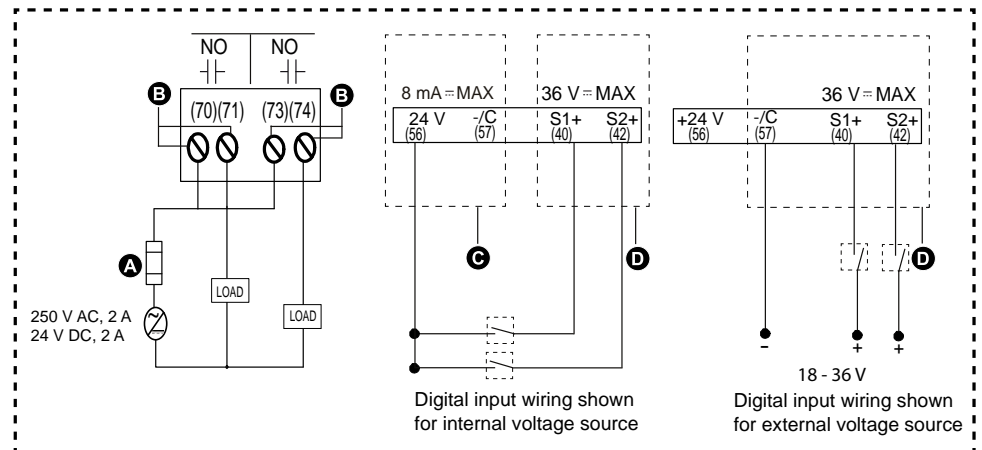 NO NO
B B
(70)(71) (73)(74)
A
LOAD
LOAD
250 V AC, 2 A
24 V DC, 2 A
8 mA⎓MAX 36 V⎓MAX
24 V -/C S1+ S2+
(56) (57) (40) (42)
C D
Digital input wiring shown
for internal voltage source
36 V⎓MAX
+24 V -/C S1+ S2+
(56) (57) (40) (42)
D
- + +
18 - 36 V
Digital input wiring shown
for external voltage source